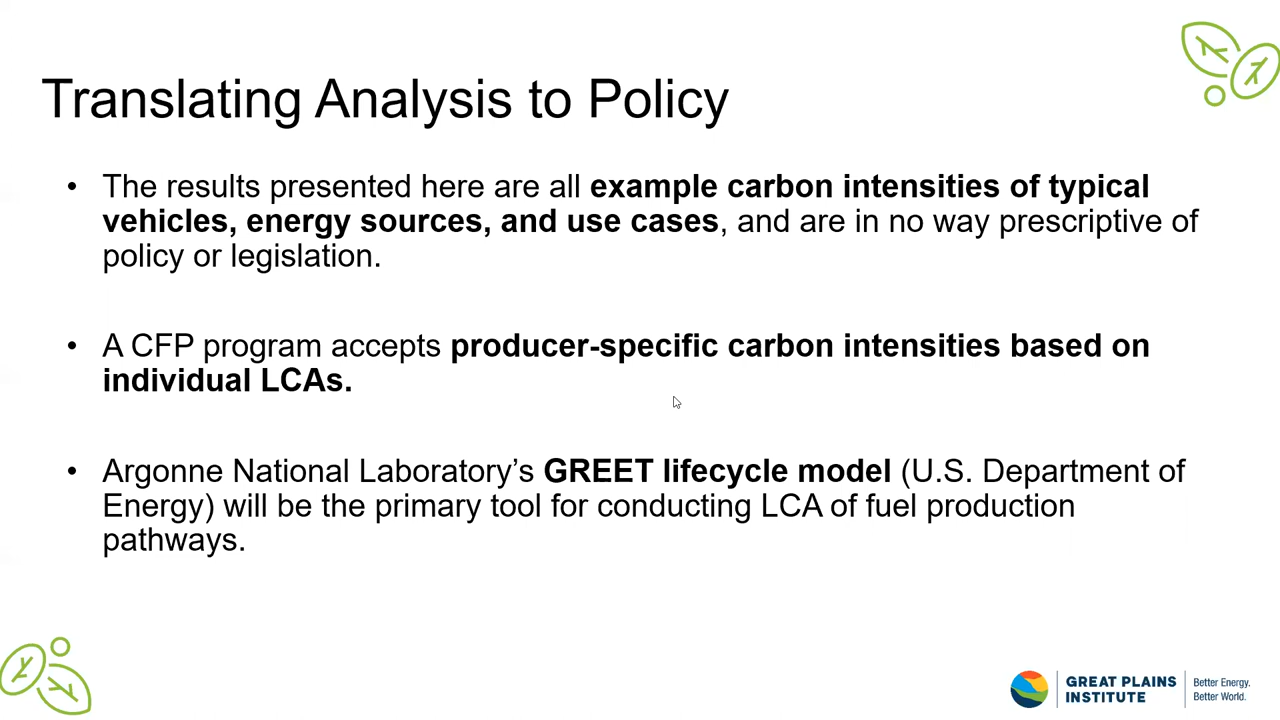 Translating Analysis to Policy
• The results presented here are all example carbon intensities of typical
vehicles, energy sources, and use cases, and are in no way prescriptive of
policy or legislation.
• A CFP program accepts producer-specific carbon intensities based on
individual LCAs.
• Argonne National Laboratory’s GREET lifecycle model (U.S. Department of
Energy) will be the primary tool for conducting LCA of fuel production
pathways.
GREAT PLAINS
INSTITUTE
Better Energy.
Better World.